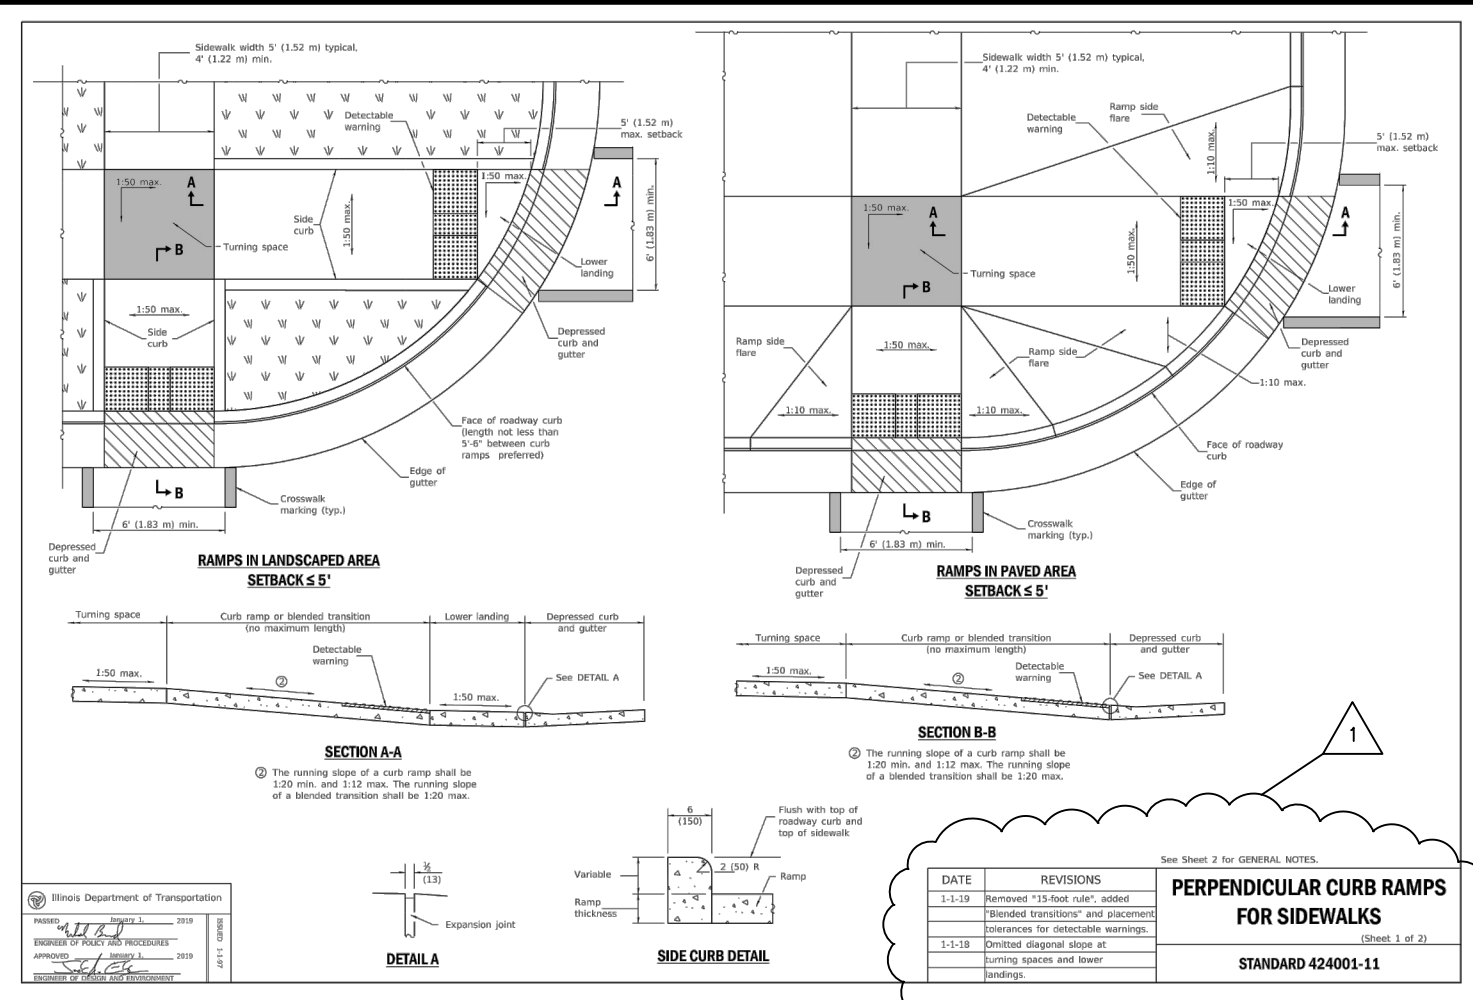 Sidewalk width 5' (1.52 m) typical,
4' (1.22 m) min.
Detectable
warning
5' (1.52 m)
max. setback
1:50 max.
A
1:50 max.
A
Side
curb
1:50 max.
6' (1.83 m) min.
B
Turning space
Lower
landing
1:50 max.
Side
curb
Depressed
curb and
gutter
Face of roadway curb
(length not less than
5'-6" between curb
ramps preferred)
Edge of
gutter
B
Crosswalk
marking (typ.)
6' (1.83 m) min.
Depressed
curb and
gutter
RAMPS IN LANDSCAPED AREA
SETBACK ≤ 5'
Sidewalk width 5' (1.52 m) typical,
4' (1.22 m) min.
Ramp side
flare
Detectable
warning
1:10 max.
5' (1.52 m)
max. setback
1:50 max.
A
1:50 max.
A
1:50 max.
6' (1.83 m) min.
Turning space
B
Lower
landing
Ramp side
flare
1:50 max.
Ramp side
flare
Depressed
curb and
gutter
1:10 max.
1:10 max.
1:10 max.
Face of roadway
curb
Edge of
gutter
B
Crosswalk
marking (typ.)
6' (1.83 m) min.
Depressed
curb and
gutter
RAMPS IN PAVED AREA
SETBACK ≤ 5'
Turning space
Curb ramp or blended transition
(no maximum length)
Lower landing
Depressed curb
and gutter
Detectable
warning
1:50 max.
2
1:50 max.
See DETAIL A
SECTION A-A
2 The running slope of a curb ramp shall be
1:20 min. and 1:12 max. The running slope
of a blended transition shall be 1:20 max.
Turning space
Curb ramp or blended transition
(no maximum length)
Depressed curb
and gutter
1:50 max.
2
Detectable
warning
See DETAIL A
SECTION B-B
2 The running slope of a curb ramp shall be
1:20 min. and 1:12 max. The running slope
of a blended transition shall be 1:20 max.
1
½
(13)
Expansion joint
DETAIL A
6
(150)
Flush with top of
roadway curb and
top of sidewalk
Variable
2 (50) R
Ramp
Ramp
thickness
SIDE CURB DETAIL
Illinois Department of Transportation
PASSED January 1, 2019
ENGINEER OF POLICY AND PROCEDURES
APPROVED January 1, 2019
ENGINEER OF DESIGN AND ENVIRONMENT
ISSUED 1-1-97
See Sheet 2 for GENERAL NOTES.
DATE REVISIONS
1-1-19 Removed "15-foot rule", added
"Blended transitions" and placement
tolerances for detectable warnings.
1-1-18 Omitted diagonal slope at
turning spaces and lower
landings.
PERPENDICULAR CURB RAMPS
FOR SIDEWALKS
(Sheet 1 of 2)
STANDARD 424001-11